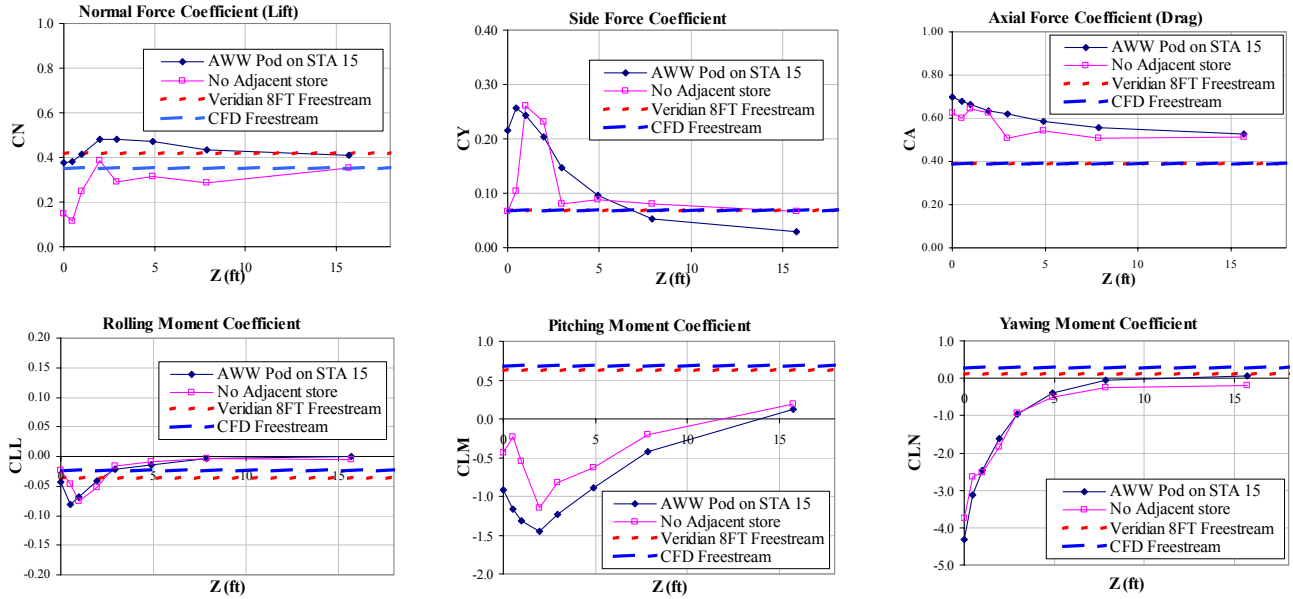 Normal Force Coefficient (Lift)
1.0
0.8
0.6
0.4
0.2
0.0
CN
0
5
10
15
Z (ft)
AWW Pod on STA 15
No Adjacent store
Veridian 8FT Freestream
CFD Freestream
Side Force Coefficient
0.40
0.30
0.20
0.10
0.00
CY
0
5
10
15
Z (ft)
AWW Pod on STA 15
No Adjacent store
Veridian 8FT Freestream
CFD Freestream
Axial Force Coefficient (Drag)
1.00
0.80
0.60
0.40
0.20
0.00
CA
0
5
10
15
Z (ft)
AWW Pod on STA 15
No Adjacent store
Veridian 8FT Freestream
CFD Freestream
Rolling Moment Coefficient
0.20
0.15
0.10
0.05
0.00
-0.05
-0.10
-0.15
-0.20
CLL
0
5
10
15
Z (ft)
AWW Pod on STA 15
No Adjacent store
Veridian 8FT Freestream
CFD Freestream
Pitching Moment Coefficient
1.0
0.5
0.0
-0.5
-1.0
-1.5
-2.0
CLM
0
5
10
15
Z (ft)
AWW Pod on STA 15
No Adjacent store
Veridian 8FT Freestream
CFD Freestream
Yawing Moment Coefficient
1.0
0.0
-1.0
-2.0
-3.0
-4.0
-5.0
CLN
0
5
10
15
Z (ft)
AWW Pod on STA 15
No Adjacent store
Veridian 8FT Freestream
CFD Freestream